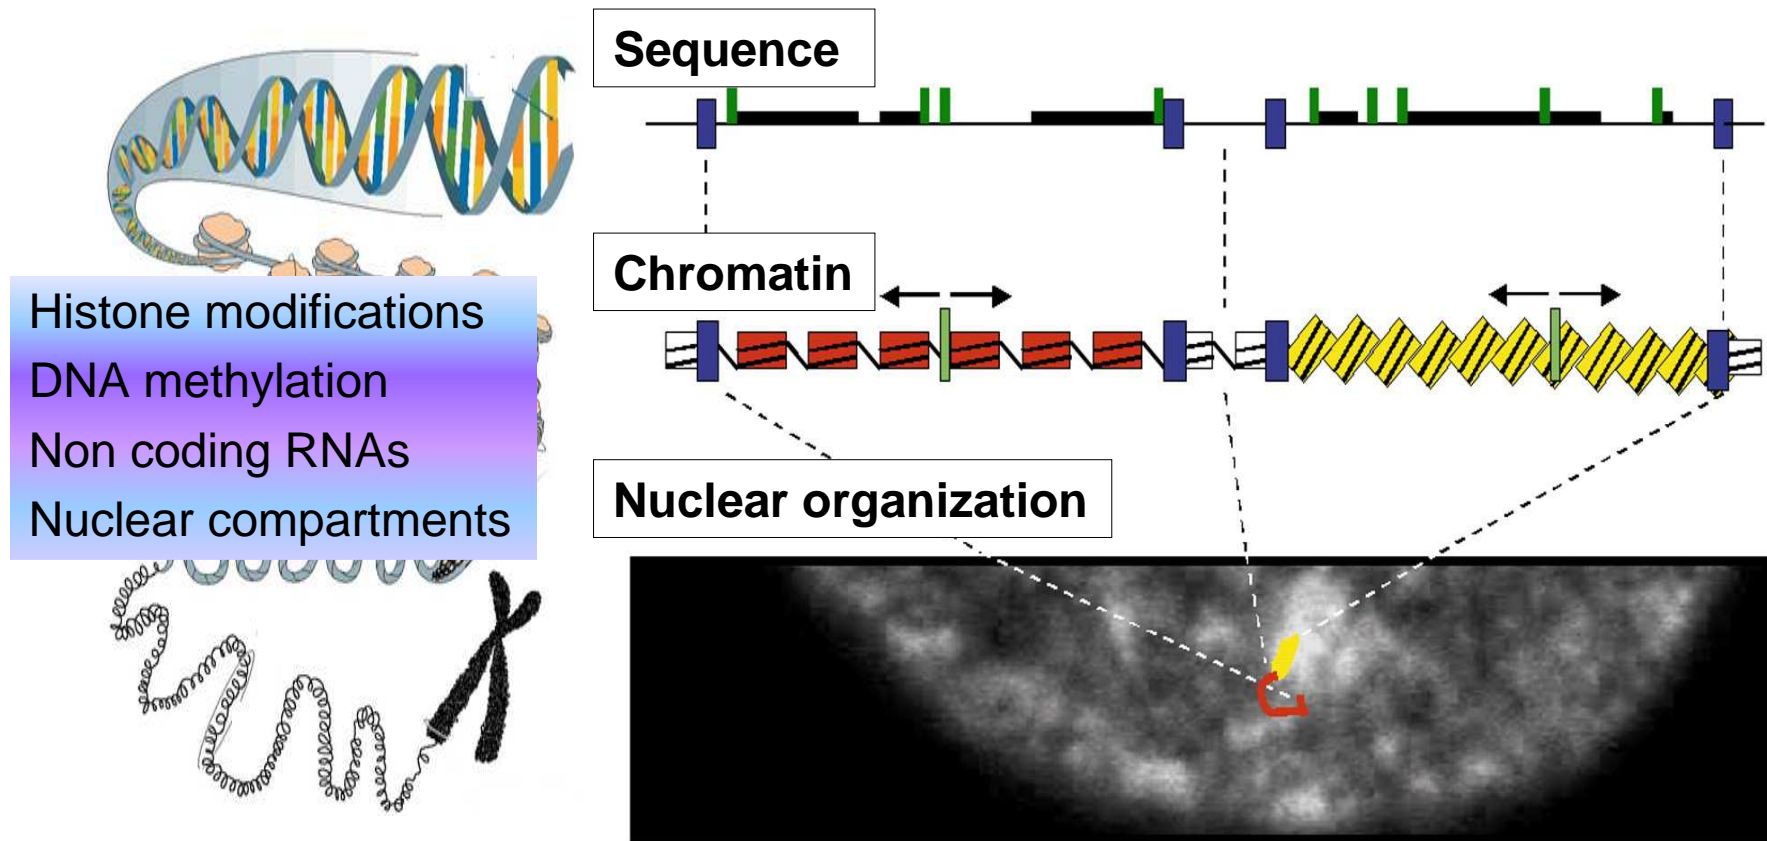 Sequence
Chromatin
Histone modifications
DNA methylation
Non coding RNAs
Nuclear compartments
Nuclear organization